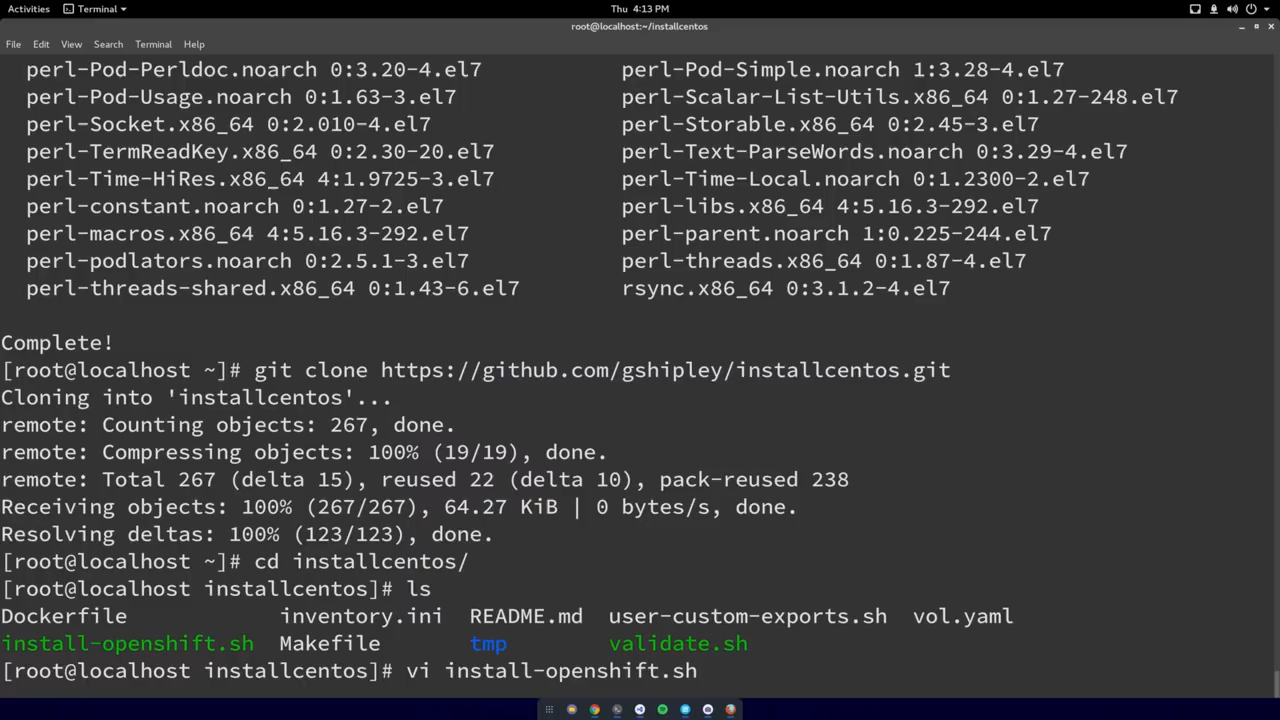 Activities Terminal Thu 4:13 PM
root@localhost:~/installcentos
File Edit View Search Terminal Help
perl-Pod-Perldoc.noarch 0:3.20-4.el7 perl-Pod-Simple.noarch 1:3.28-4.el7
perl-Pod-Usage.noarch 0:1.63-3.el7 perl-Scalar-List-Utils.x86_64 0:1.27-248.el7
perl-Socket.x86_64 0:2.010-4.el7 perl-Storable.x86_64 0:2.45-3.el7
perl-TermReadKey.x86_64 0:2.30-20.el7 perl-Text-ParseWords.noarch 0:3.29-4.el7
perl-Time-HiRes.x86_64 4:1.9725-3.el7 perl-Time-Local.noarch 0:1.2300-2.el7
perl-constant.noarch 0:1.27-2.el7 perl-libs.x86_64 4:5.16.3-292.el7
perl-macros.x86_64 4:5.16.3-292.el7 perl-parent.noarch 1:0.225-244.el7
perl-podlators.noarch 0:2.5.1-3.el7 perl-threads.x86_64 0:1.87-4.el7
perl-threads-shared.x86_64 0:1.43-6.el7 rsync.x86_64 0:3.1.2-4.el7
Complete!
[root@localhost ~]# git clone https://github.com/gshipley/installcentos.git
Cloning into 'installcentos'...
remote: Counting objects: 267, done.
remote: Compressing objects: 100% (19/19), done.
remote: Total 267 (delta 15), reused 22 (delta 10), pack-reused 238
Receiving objects: 100% (267/267), 64.27 KiB | 0 bytes/s, done.
Resolving deltas: 100% (123/123), done.
[root@localhost ~]# cd installcentos/
[root@localhost installcentos]# ls
Dockerfile inventory.ini README.md user-custom-exports.sh vol.yaml
install-openshift.sh Makefile tmp validate.sh
[root@localhost installcentos]# vi install-openshift.sh